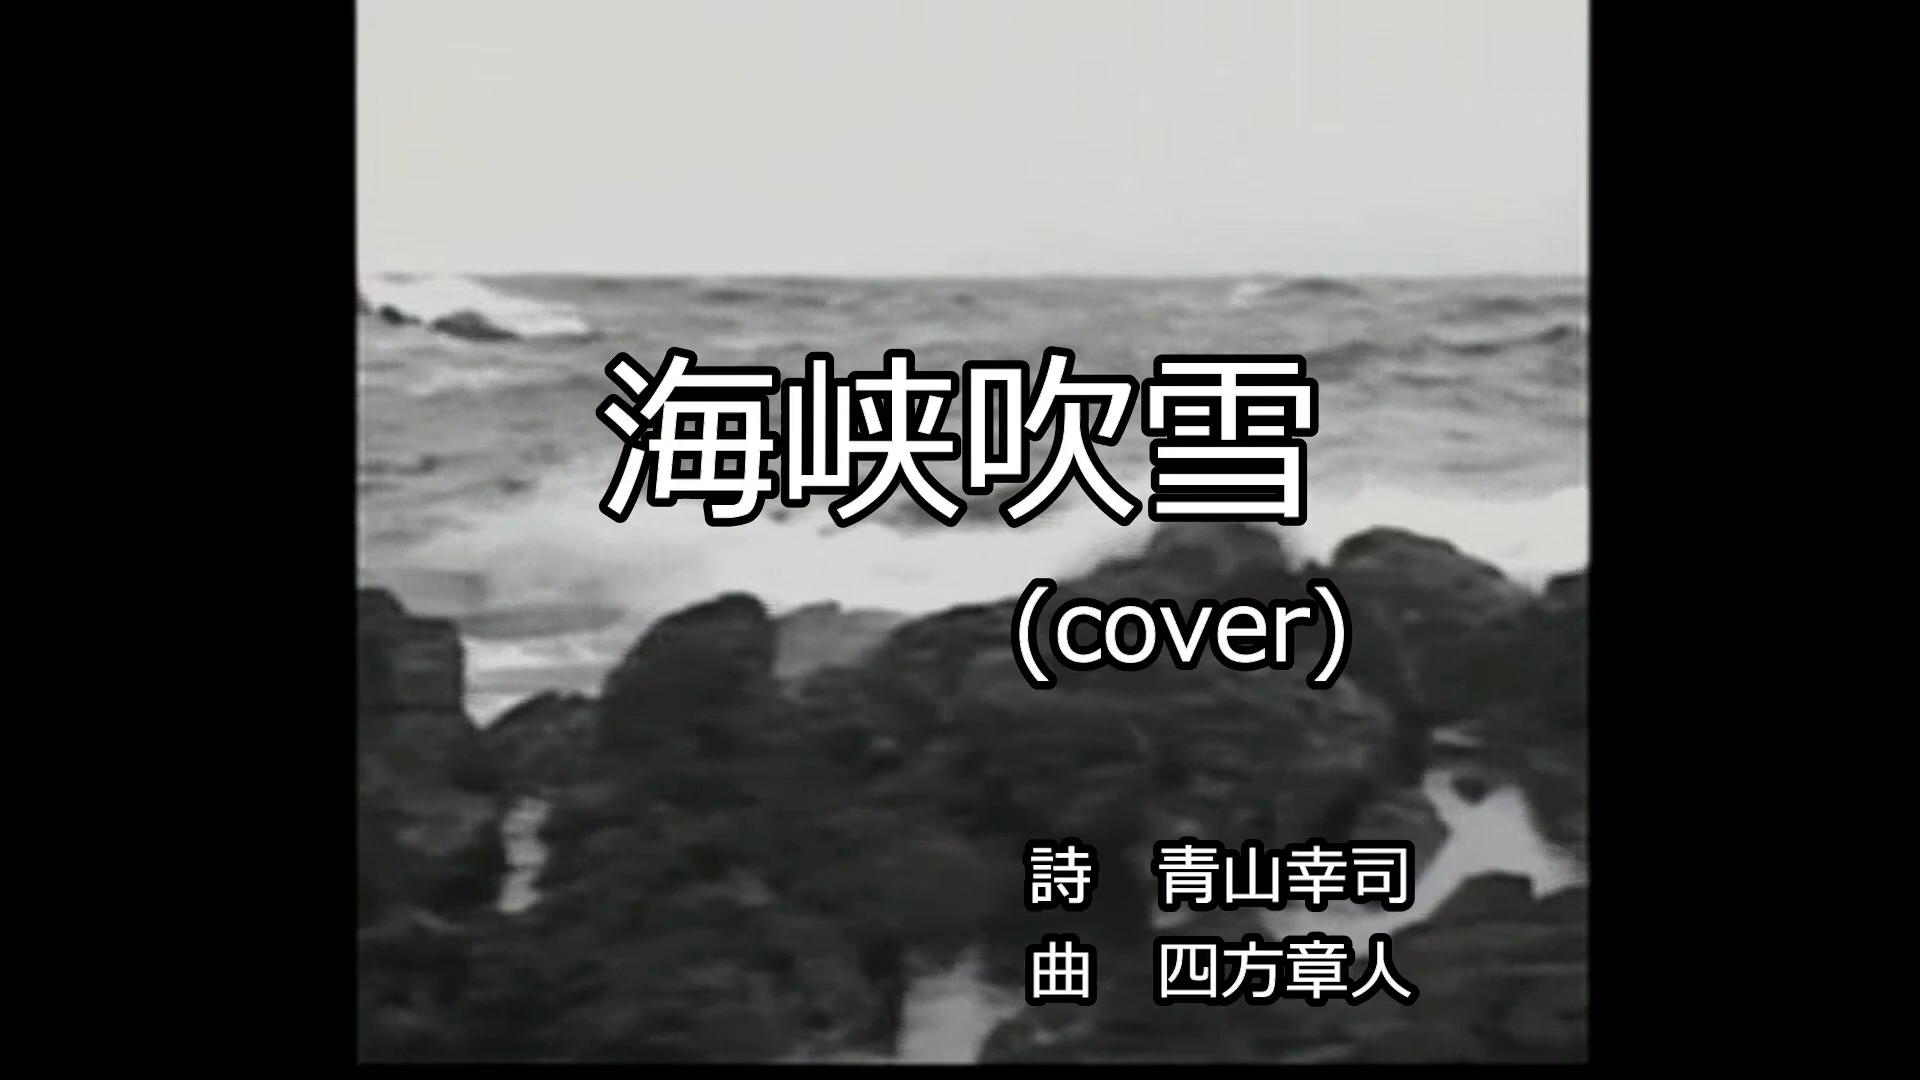 海峡吹雪
(cover)
詩　青山幸司
曲　四方章人